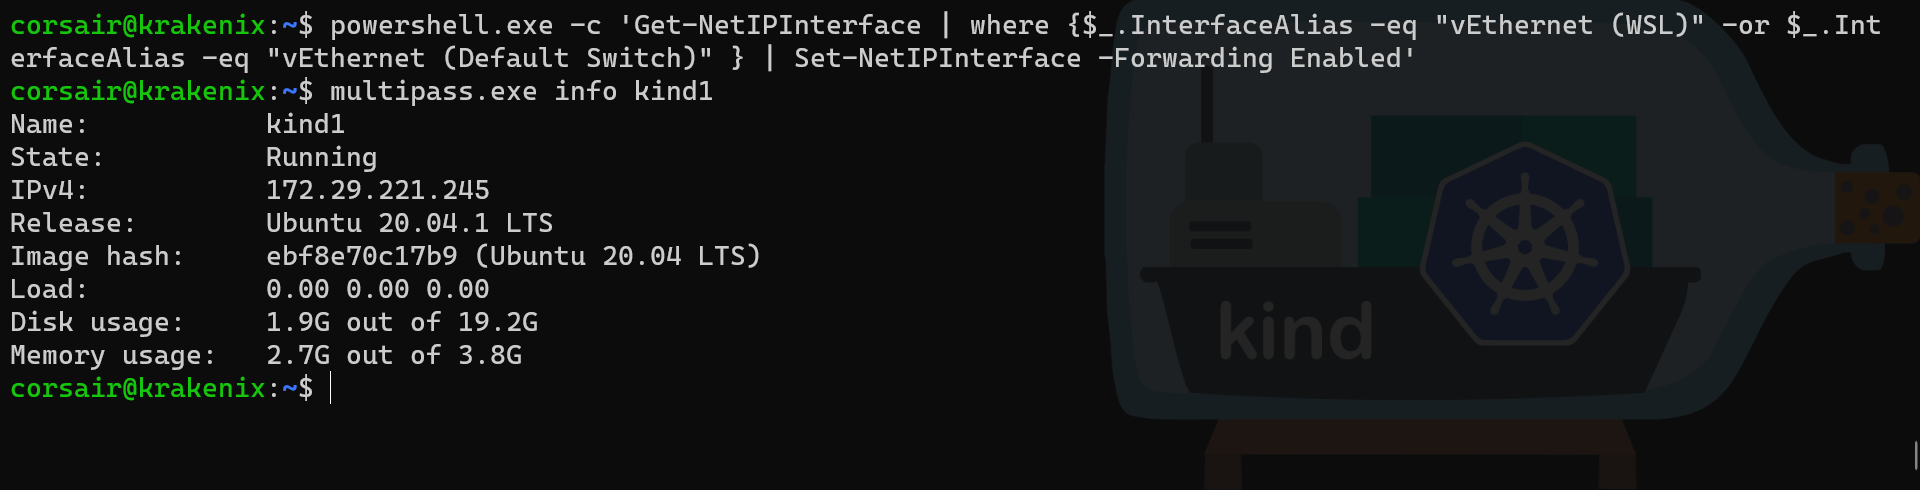 corsair@krakenix:~$ powershell.exe -c 'Get-NetIPInterface | where {$_.InterfaceAlias -eq "vEthernet (WSL)" -or $_.Int
erfaceAlias -eq "vEthernet (Default Switch)" } | Set-NetIPInterface -Forwarding Enabled'
corsair@krakenix:~$ multipass.exe info kind1
Name:           kind1
State:          Running
IPv4:           172.29.221.245
Release:        Ubuntu 20.04.1 LTS
Image hash:     ebf8e70c17b9 (Ubuntu 20.04 LTS)
Load:           0.00 0.00 0.00
Disk usage:     1.9G out of 19.2G
Memory usage:   2.7G out of 3.8G
corsair@krakenix:~$
kind